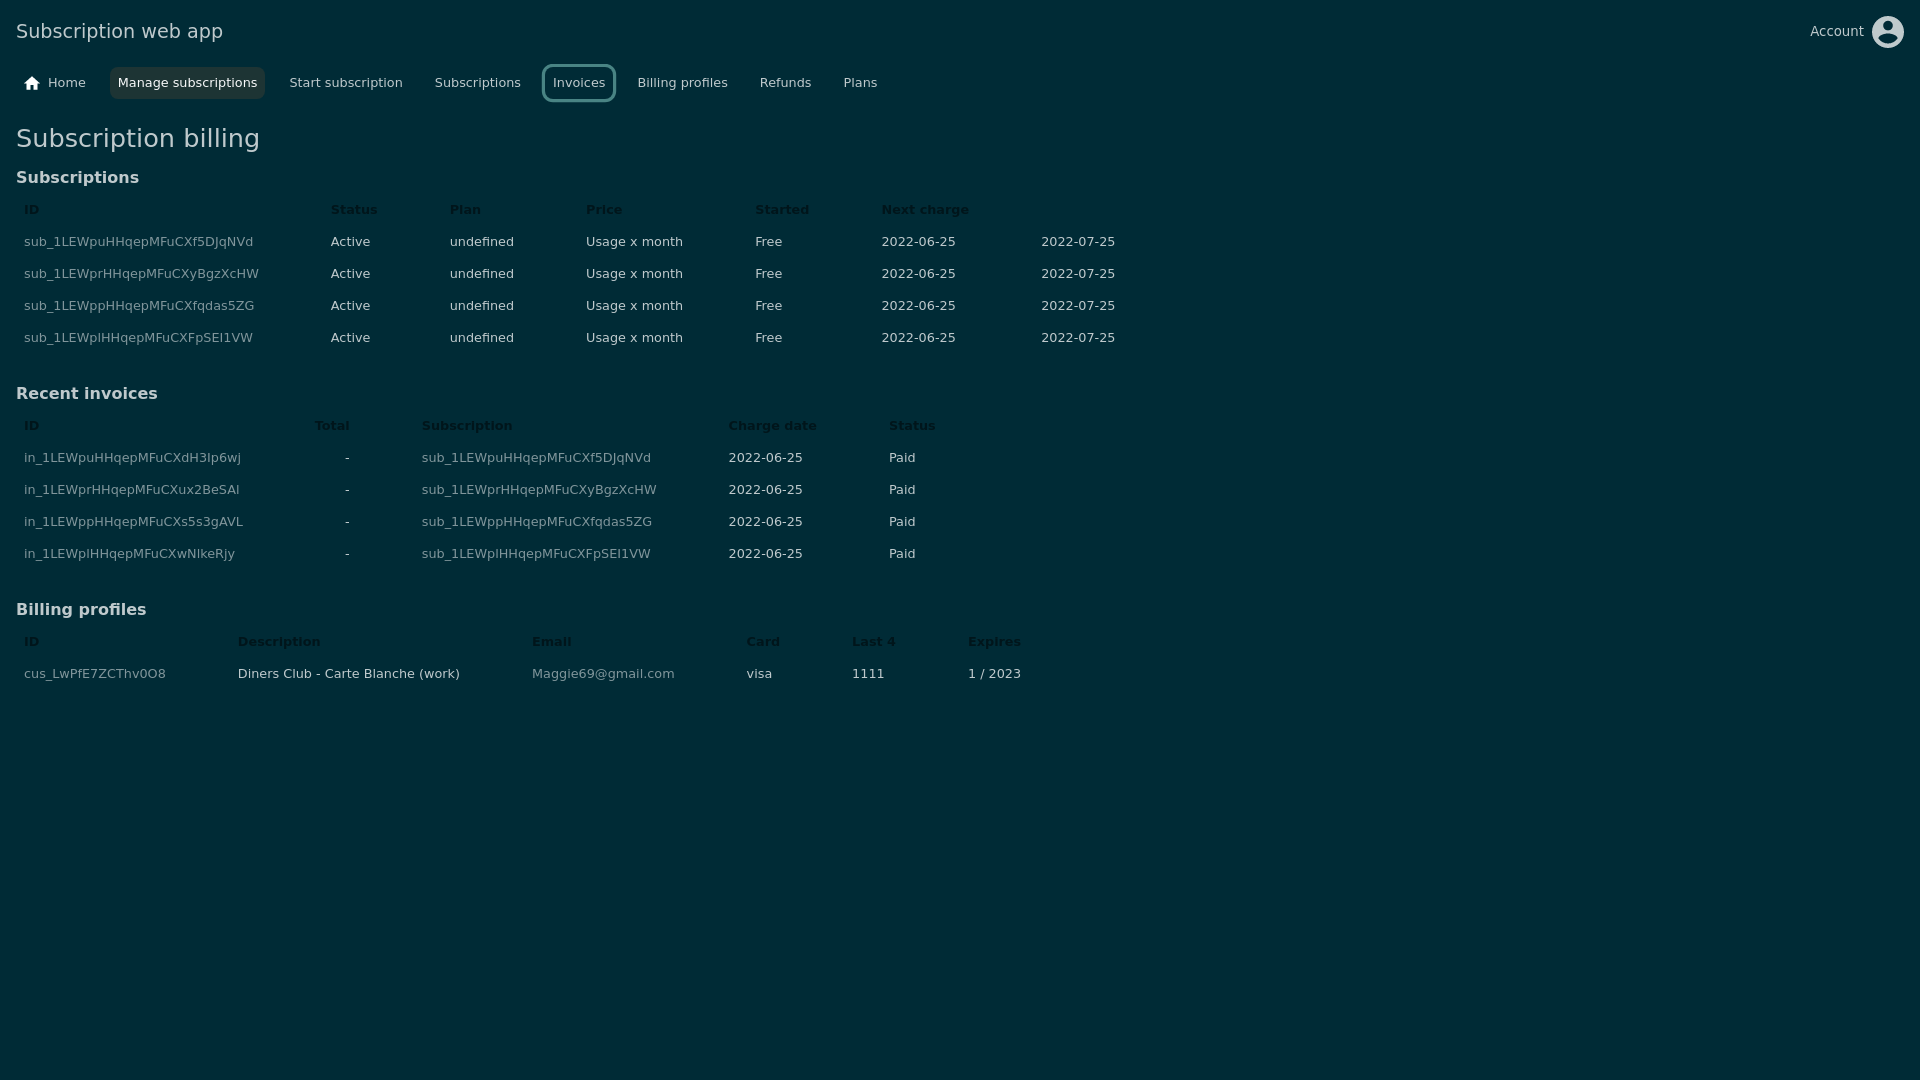 Subscription web app
Account
Home Manage subscriptions Start subscription Subscriptions Invoices Billing profiles Refunds Plans
Subscription billing
Subscriptions
ID Status Plan Price Started Next charge
sub_1LEWpuHHqepMFuCXf5DJqNVd Active undefined Usage x month Free 2022-06-25 2022-07-25
sub_1LEWprHHqepMFuCXyBgzXcHW Active undefined Usage x month Free 2022-06-25 2022-07-25
sub_1LEWppHHqepMFuCXfqdas5ZG Active undefined Usage x month Free 2022-06-25 2022-07-25
sub_1LEWplHHqepMFuCXFpSEI1VW Active undefined Usage x month Free 2022-06-25 2022-07-25
Recent invoices
ID Total Subscription Charge date Status
in_1LEWpuHHqepMFuCXdH3lp6wj - sub_1LEWpuHHqepMFuCXf5DJqNVd 2022-06-25 Paid
in_1LEWprHHqepMFuCXux2BeSAI - sub_1LEWprHHqepMFuCXyBgzXcHW 2022-06-25 Paid
in_1LEWppHHqepMFuCXs5s3gAVL - sub_1LEWppHHqepMFuCXfqdas5ZG 2022-06-25 Paid
in_1LEWplHHqepMFuCXwNlkeRjy - sub_1LEWplHHqepMFuCXFpSEI1VW 2022-06-25 Paid
Billing profiles
ID Description Email Card Last 4 Expires
cus_LwPfE7ZCThv0O8 Diners Club - Carte Blanche (work) Maggie69@gmail.com visa 1111 1 / 2023